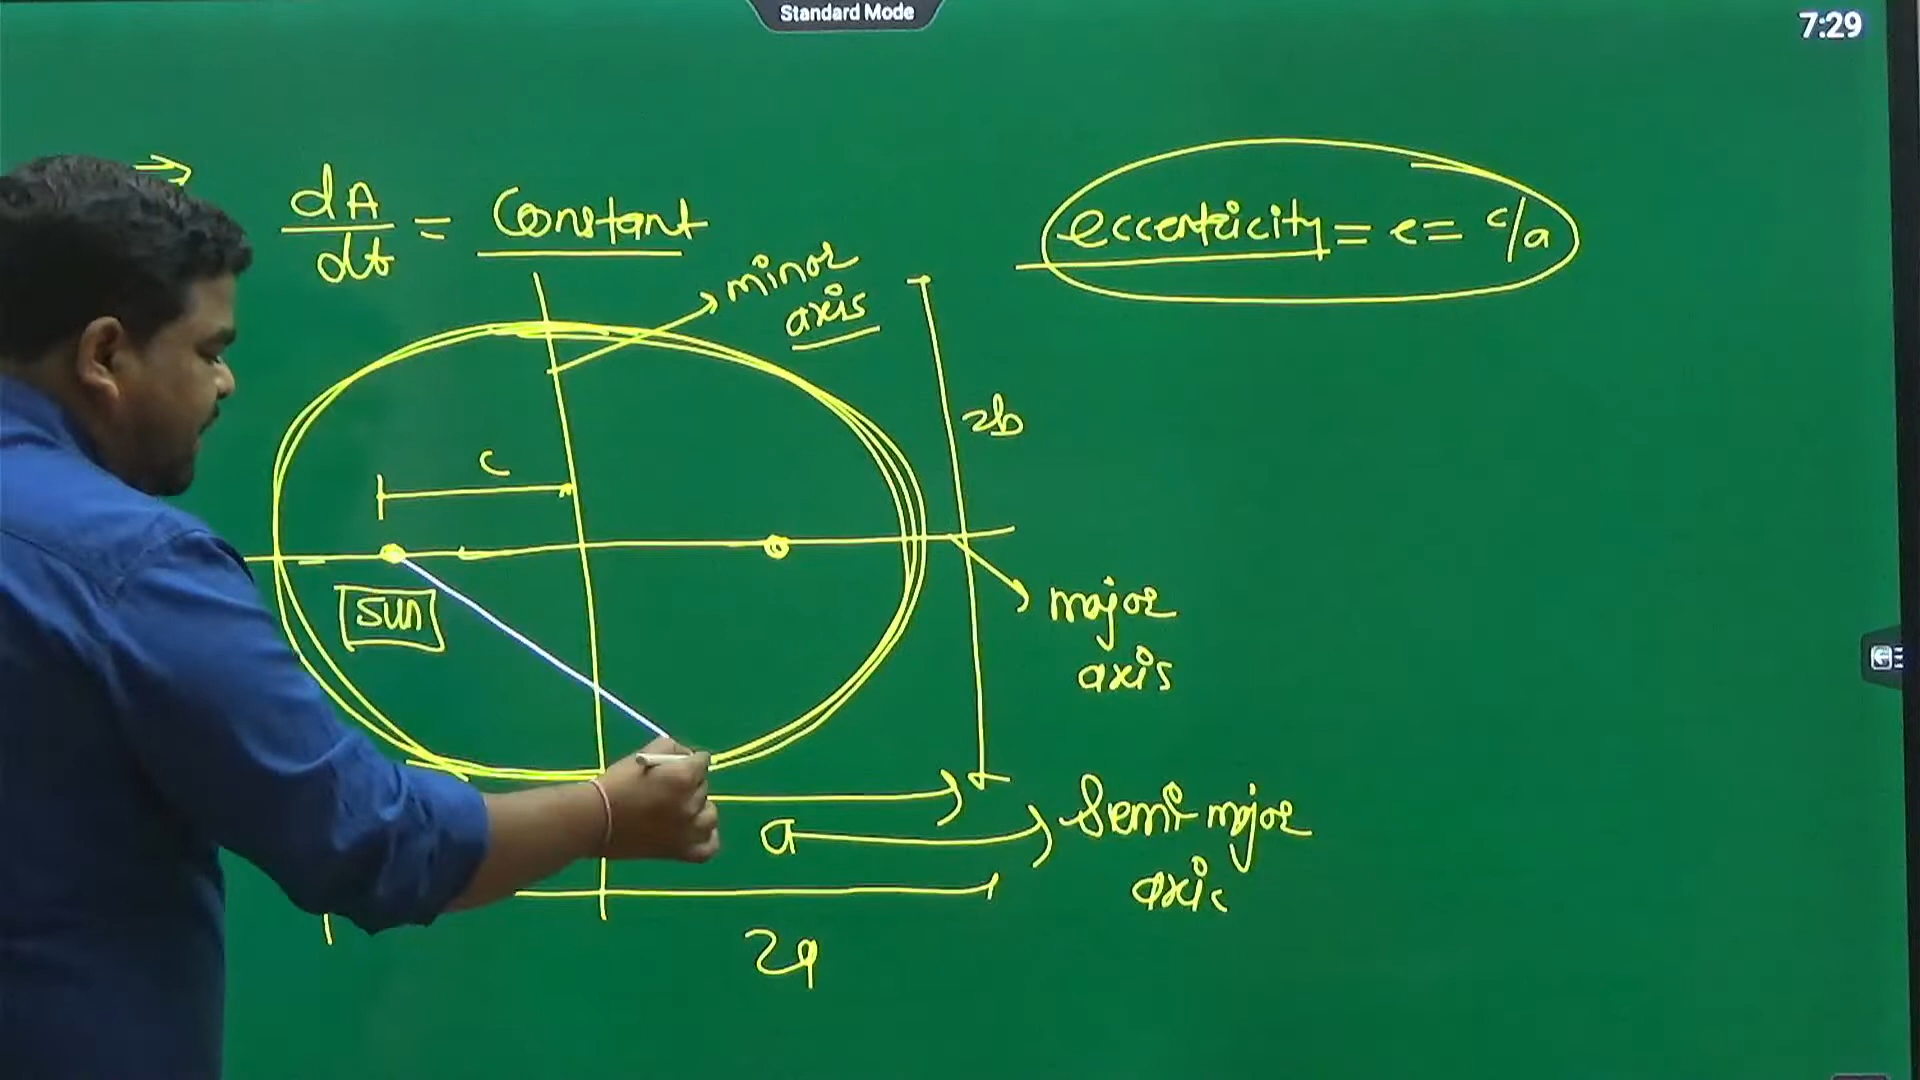 Standard Mode
7:29
dA/dt = Constant
eccentricity = e = c/a
minor
axis
2b
c
SUN
major
axis
a
Semi major
axis
2a